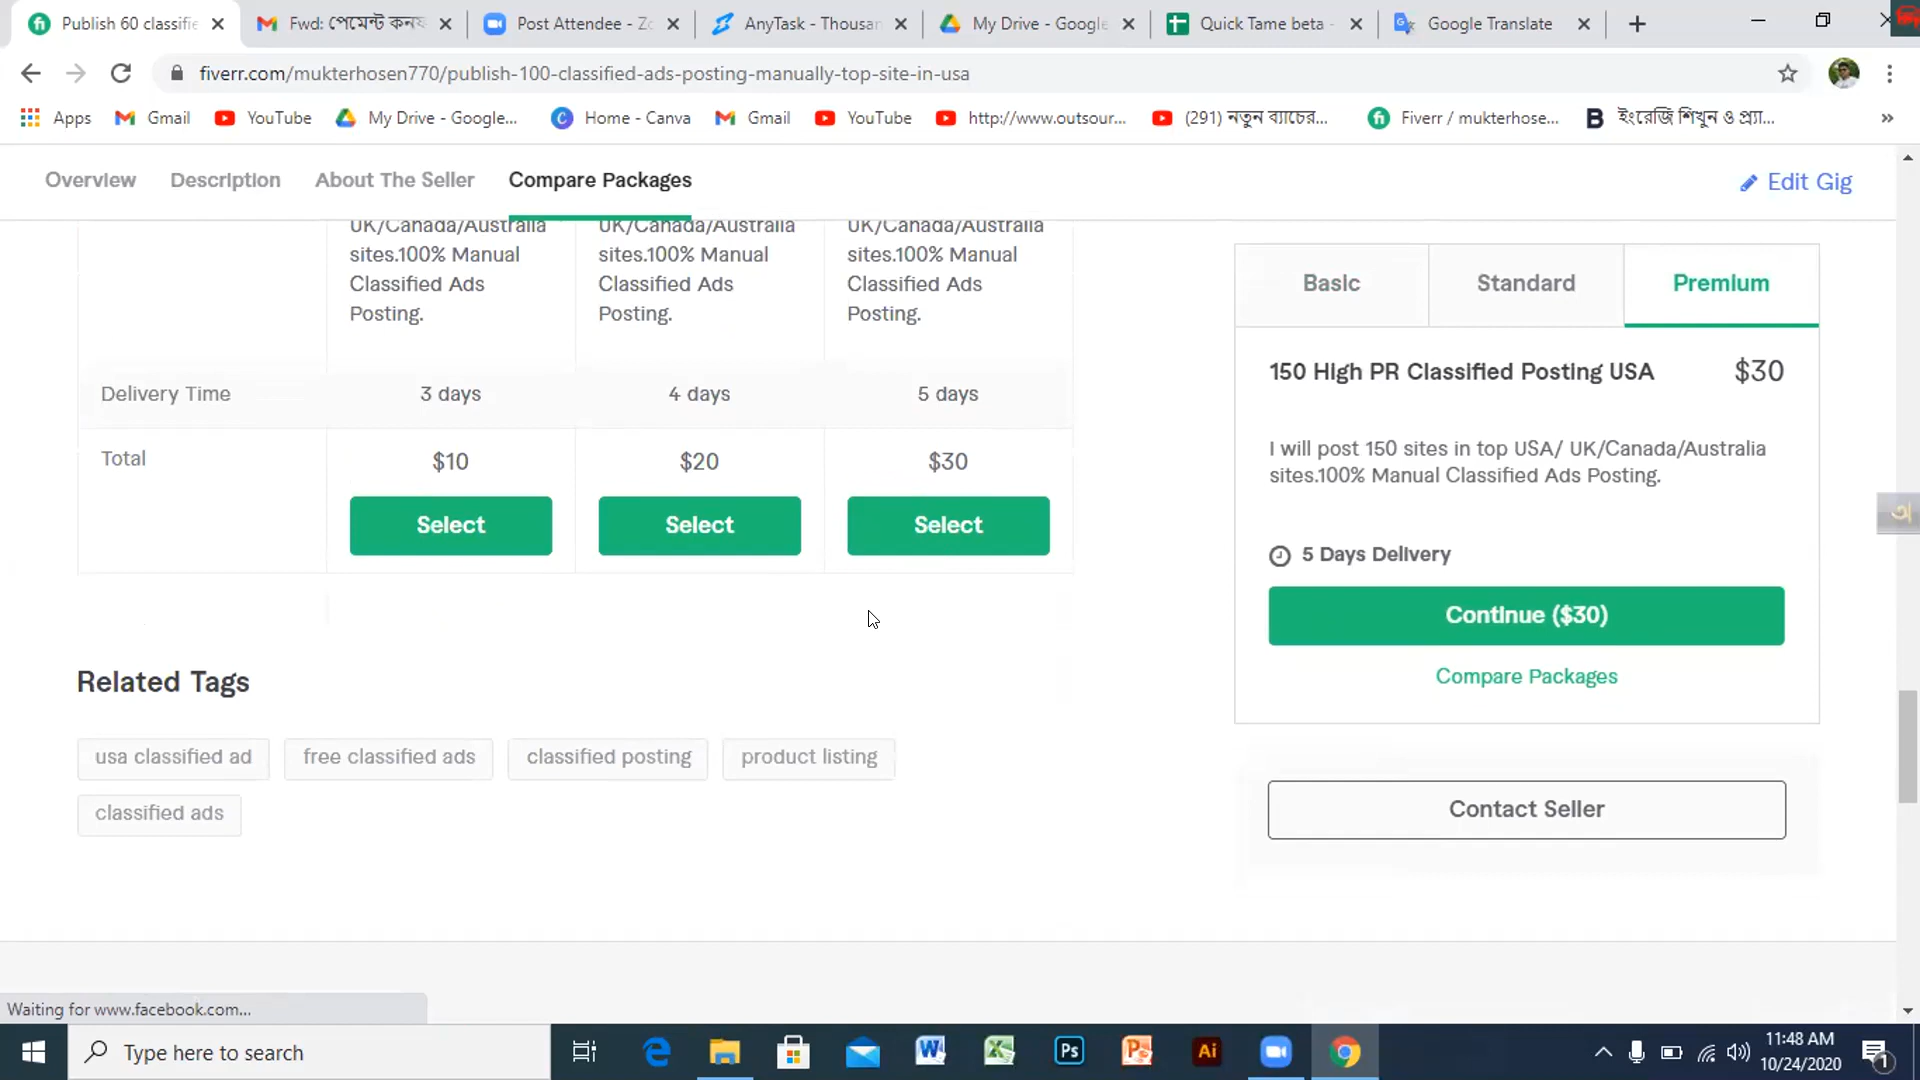 Publish 60 classifie
Fwd: পেমেন্ট কনফ
Post Attendee - Zo
AnyTask - Thousan
My Drive - Google
Quick Tame beta -
Google Translate
fiverr.com/mukterhosen770/publish-100-classified-ads-posting-manually-top-site-in-usa
Apps
Gmail
YouTube
My Drive - Google...
Home - Canva
Gmail
YouTube
http://www.outsour...
(291) নতুন ব্যাচের...
Fiverr / mukterhose...
ইংরেজি শিখুন ও প্র্যা...
»
Overview
Description
About The Seller
Compare Packages
Edit Gig
UK/Canada/Australia
sites.100% Manual
Classified Ads
Posting.
UK/Canada/Australia
sites.100% Manual
Classified Ads
Posting.
UK/Canada/Australia
sites.100% Manual
Classified Ads
Posting.
Delivery Time
3 days
4 days
5 days
Total
$10
$20
$30
Select
Select
Select
Basic
Standard
Premium
150 High PR Classified Posting USA
$30
I will post 150 sites in top USA/ UK/Canada/Australia
sites.100% Manual Classified Ads Posting.
5 Days Delivery
Continue ($30)
Compare Packages
Contact Seller
অ
Related Tags
usa classified ad
free classified ads
classified posting
product listing
classified ads
Waiting for www.facebook.com...
Type here to search
11:48 AM
10/24/2020
1